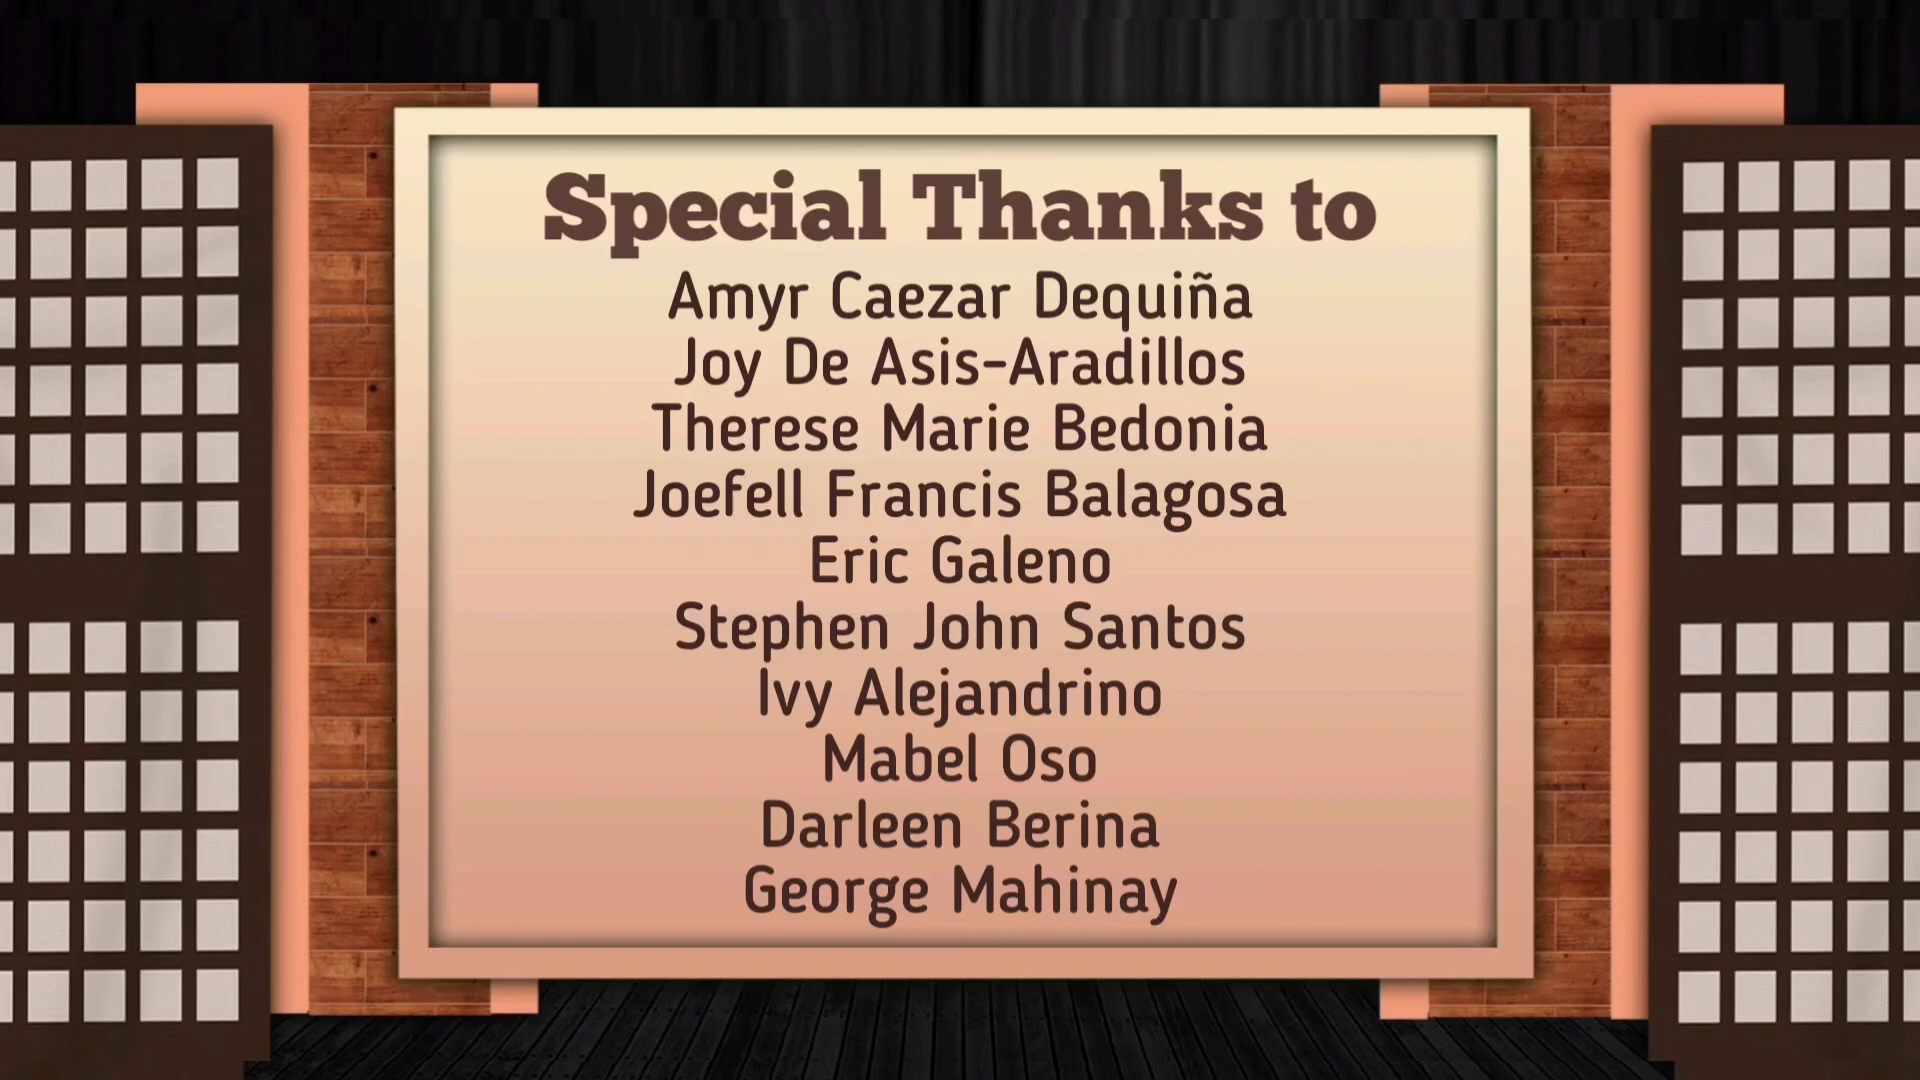 Special Thanks to
Amyr Caezar Dequiña
Joy De Asis-Aradillos
Therese Marie Bedonia
Joefell Francis Balagosa
Eric Galeno
Stephen John Santos
Ivy Alejandrino
Mabel Oso
Darleen Berina
George Mahinay